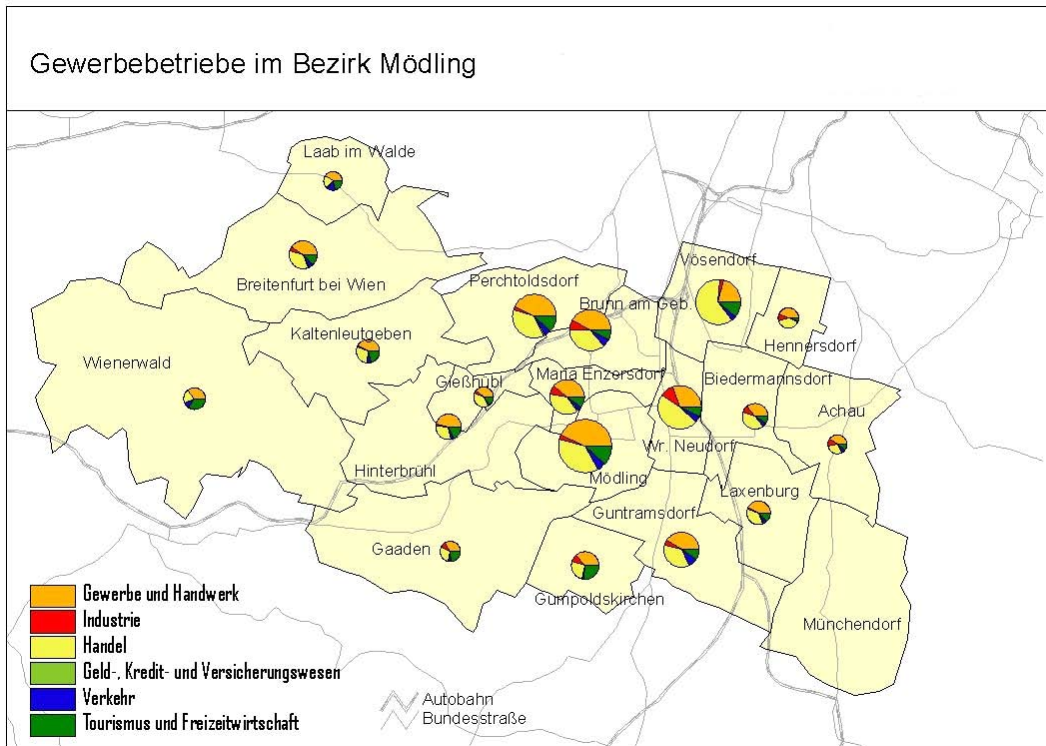 Gewerbebetriebe im Bezirk Mödling
Laab im Walde
Breitenfurt bei Wien
Perchtoldsdorf
Vösendorf
Brunn am Geb.
Kaltenleutgeben
Hennersdorf
Wienerwald
Gießhübl
Maria Enzersdorf
Biedermannsdorf
Achau
Wr. Neudorf
Hinterbrühl
Mödling
Laxenburg
Guntramsdorf
Gaaden
Gumpoldskirchen
Münchendorf
Gewerbe und Handwerk
Industrie
Handel
Geld-, Kredit- und Versicherungswesen
Verkehr
Tourismus und Freizeitwirtschaft
Autobahn
Bundesstraße